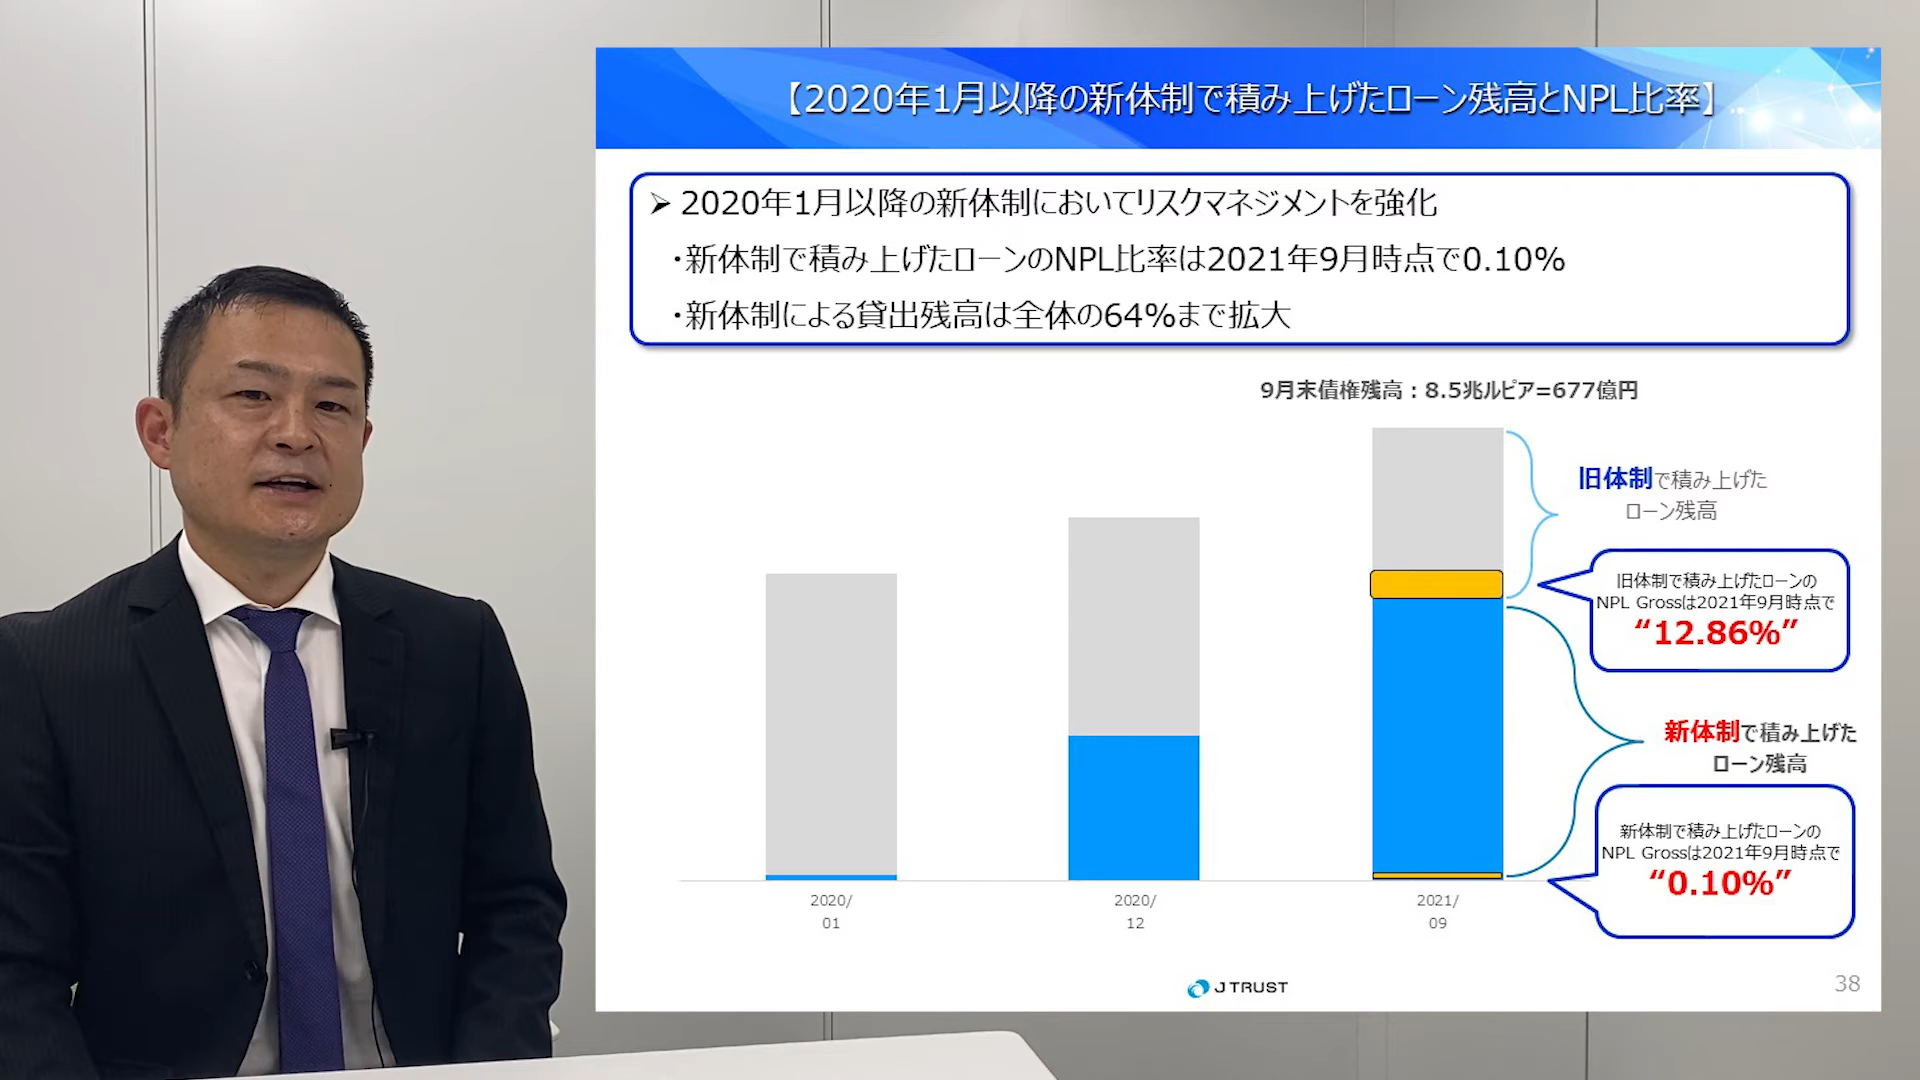 【2020年1月以降の新体制で積み上げたローン残高とNPL比率】
➢ 2020年1月以降の新体制においてリスクマネジメントを強化
・新体制で積み上げたローンのNPL比率は2021年9月時点で0.10%
・新体制による貸出残高は全体の64%まで拡大
9月末債権残高：8.5兆ルピア=677億円
旧体制で積み上げた
ローン残高
旧体制で積み上げたローンの
NPL Grossは2021年9月時点で
“12.86%”
新体制で積み上げた
ローン残高
新体制で積み上げたローンの
NPL Grossは2021年9月時点で
“0.10%”
2020/
01
2020/
12
2021/
09
J TRUST
38